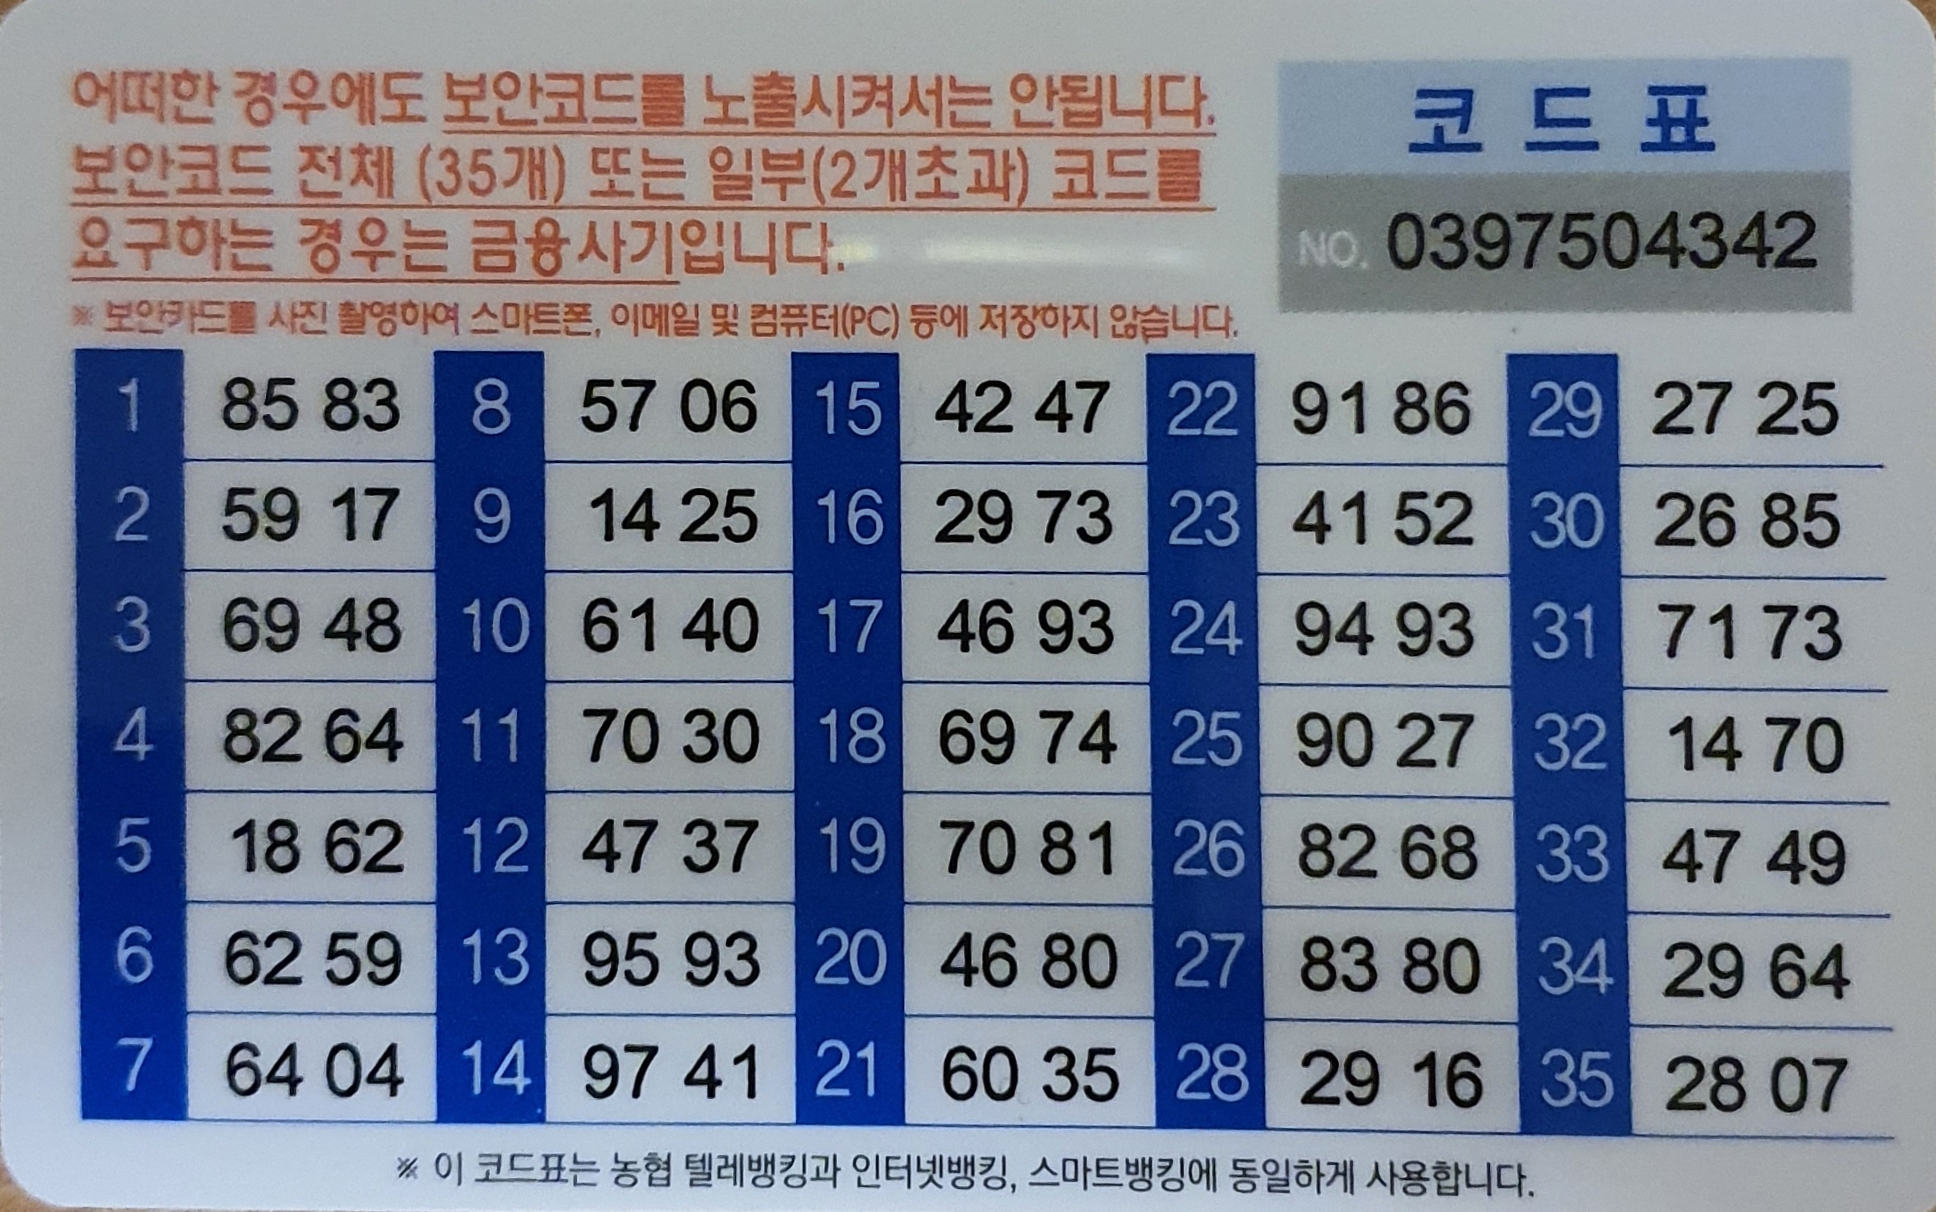 어떠한 경우에도 보안코드를 노출시켜서는 안됩니다.
보안코드 전체 (35개) 또는 일부(2개초과) 코드를
요구하는 경우는 금융사기입니다.
※ 보안카드를 사진 촬영하여 스마트폰, 이메일 및 컴퓨터(PC) 등에 저장하지 않습니다.
코드표
NO. 0397504342
1 85 83 8 57 06 15 42 47 22 91 86 29 27 25
2 59 17 9 14 25 16 29 73 23 41 52 30 26 85
3 69 48 10 61 40 17 46 93 24 94 93 31 71 73
4 82 64 11 70 30 18 69 74 25 90 27 32 14 70
5 18 62 12 47 37 19 70 81 26 82 68 33 47 49
6 62 59 13 95 93 20 46 80 27 83 80 34 29 64
7 64 04 14 97 41 21 60 35 28 29 16 35 28 07
※ 이 코드표는 농협 텔레뱅킹과 인터넷뱅킹, 스마트뱅킹에 동일하게 사용합니다.